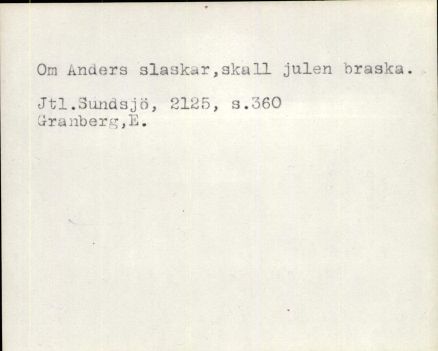 Om Anders slaskar,skall julen braska.
Jtl.Sundsjö, 2125, s.360
Granberg,E.